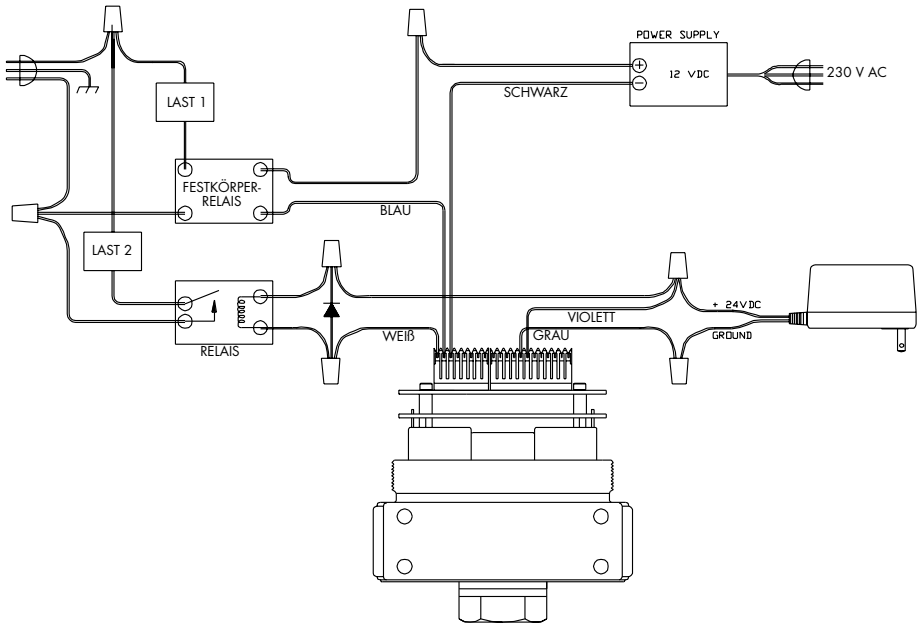 POWER SUPPLY
12 VDC
230 V AC
SCHWARZ
LAST 1
FESTKÖRPER-
RELAIS
BLAU
LAST 2
+ 24VDC
VIOLETT
WEIß
GRAU
GROUND
RELAIS